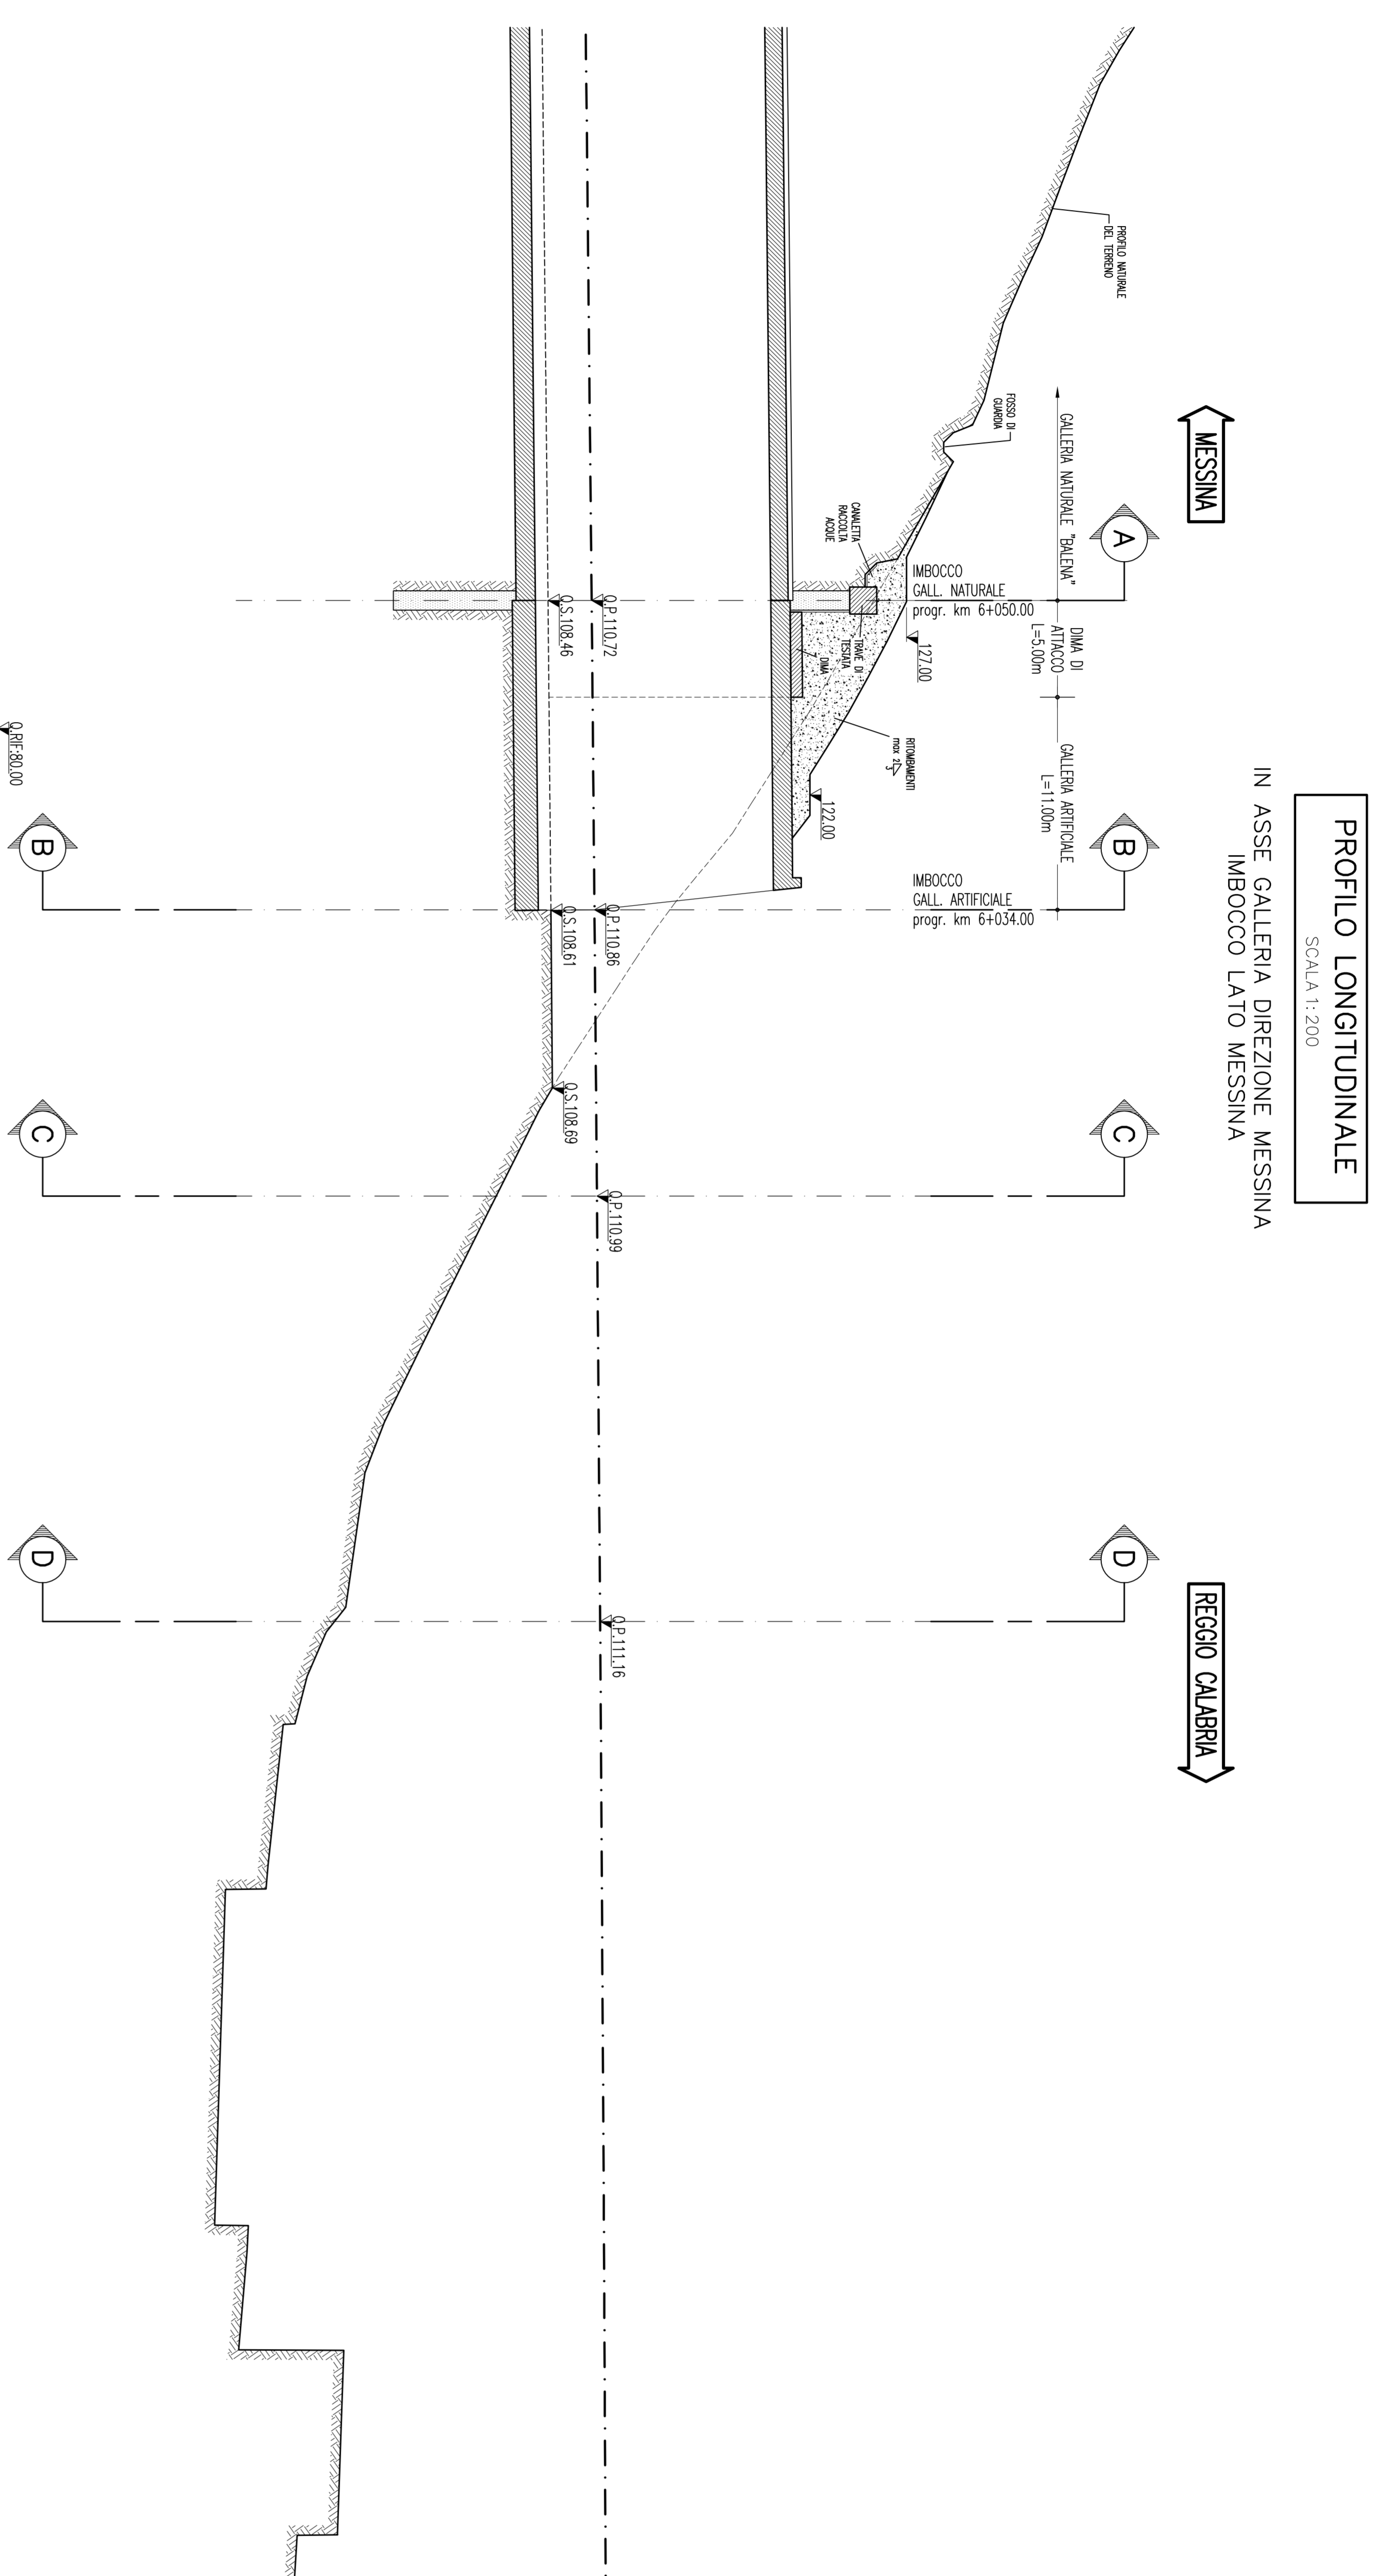 PROFILO LONGITUDINALE
SCALA 1:200
IN ASSE GALLERIA DIREZIONE MESSINA
IMBOCCO LATO MESSINA
MESSINA
REGGIO CALABRIA
A
B
C
D
PROFILO NATURALE
DEL TERRENO
GALLERIA NATURALE "BALENA"
DIMA DI
ATTACCO
L=5.00m
GALLERIA ARTIFICIALE
L=11.00m
FOSSO DI
GUARDIA
IMBOCCO
GALL. NATURALE
progr. km 6+050.00
IMBOCCO
GALL. ARTIFICIALE
progr. km 6+034.00
127.00
CANALETTA
RACCOLTA
ACQUE
TRAVE DI
TESTATA
DIMA
RITOMBAMENTI
max 2
3
122.00
Q.P.110.72
Q.P.110.86
Q.P.110.99
Q.P.111.16
Q.S.108.46
Q.S.108.61
Q.S.108.69
B
C
D
Q.RIF:80.00